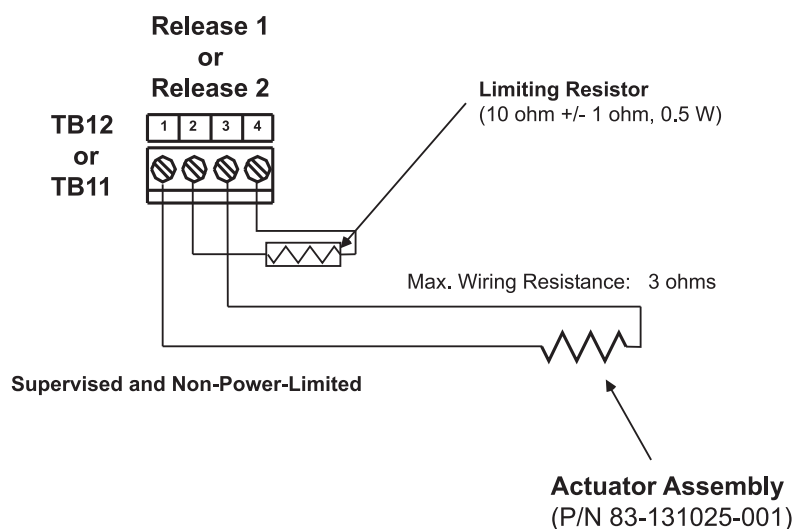 Release 1
or
Release 2
Limiting Resistor
(10 ohm +/- 1 ohm, 0.5 W)
TB12
or
TB11
1 2 3 4
Max. Wiring Resistance: 3 ohms
Supervised and Non-Power-Limited
Actuator Assembly
(P/N 83-131025-001)